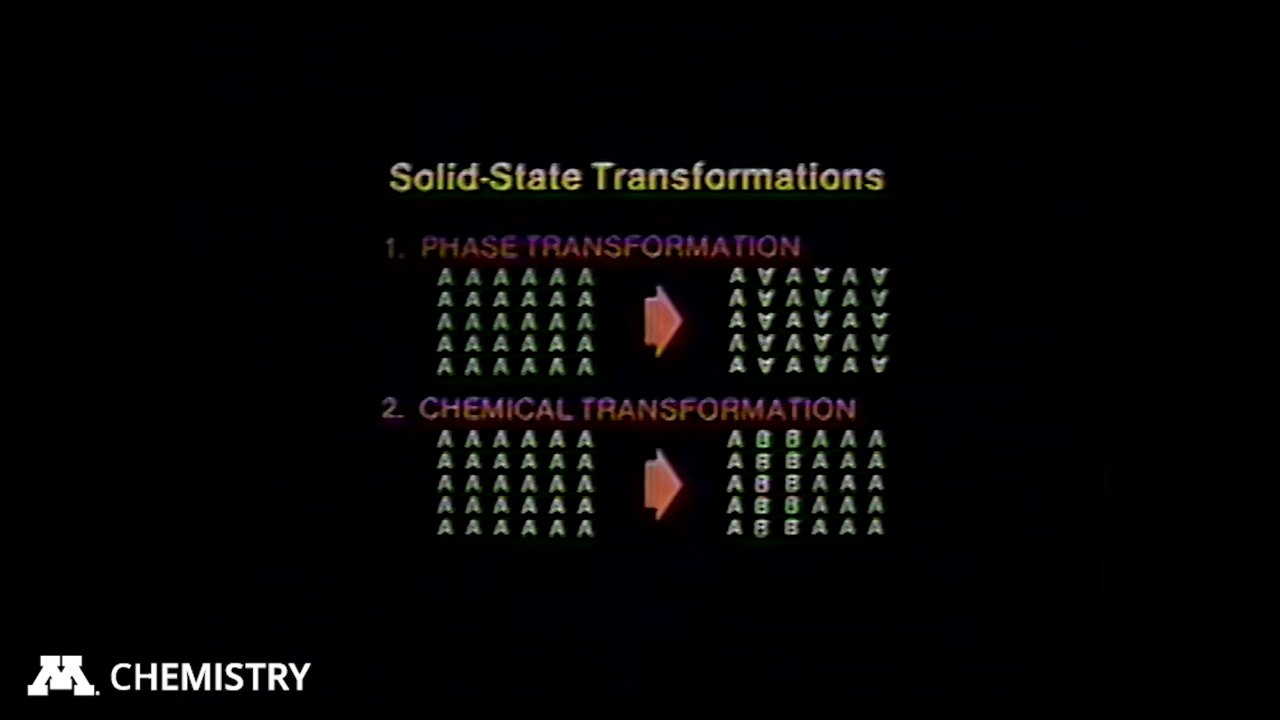 Solid-State Transformations
1. PHASE TRANSFORMATION
A A A A A A A ∀ A ∀ A ∀
A A A A A A A ∀ A ∀ A ∀
A A A A A A A ∀ A ∀ A ∀
A A A A A A A ∀ A ∀ A ∀
A A A A A A A ∀ A ∀ A ∀
2. CHEMICAL TRANSFORMATION
A A A A A A A B B A A A
A A A A A A A B B A A A
A A A A A A A B B A A A
A A A A A A A B B A A A
A A A A A A A B B A A A
M. CHEMISTRY